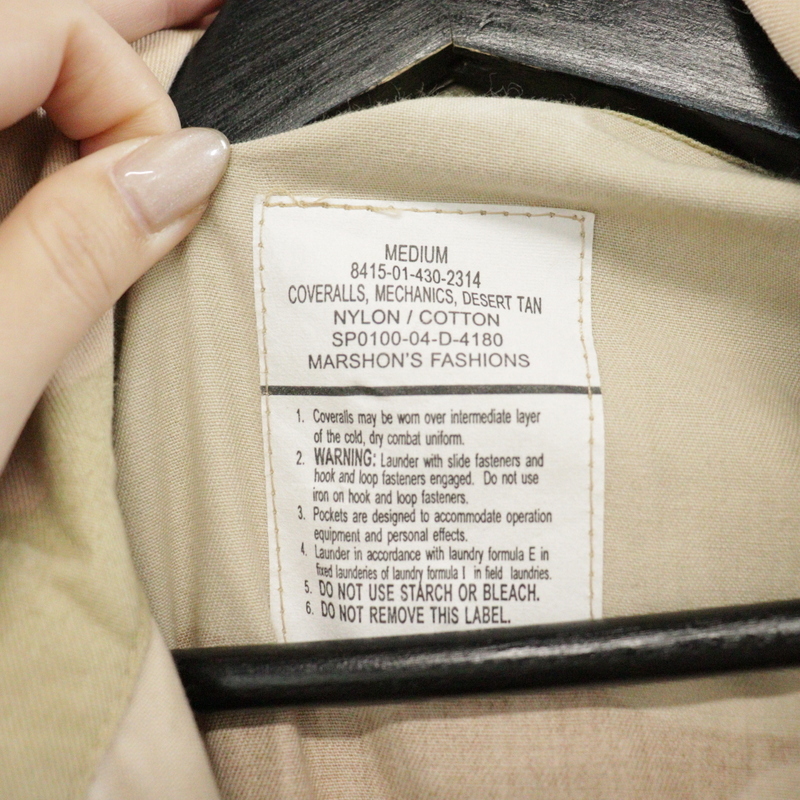 MEDIUM
8415-01-430-2314
COVERALLS, MECHANICS, DESERT TAN
NYLON / COTTON
SP0100-04-D-4180
MARSHON'S FASHIONS
1. Coveralls may be worn over intermediate layer
of the cold, dry combat uniform.
2. WARNING: Launder with slide fasteners and
hook and loop fasteners engaged. Do not use
iron on hook and loop fasteners.
3. Pockets are designed to accommodate operation
equipment and personal effects.
4. Launder in accordance with laundry formula E in
fixed launderies of laundry formula I in field laundries.
5. DO NOT USE STARCH OR BLEACH.
6. DO NOT REMOVE THIS LABEL.